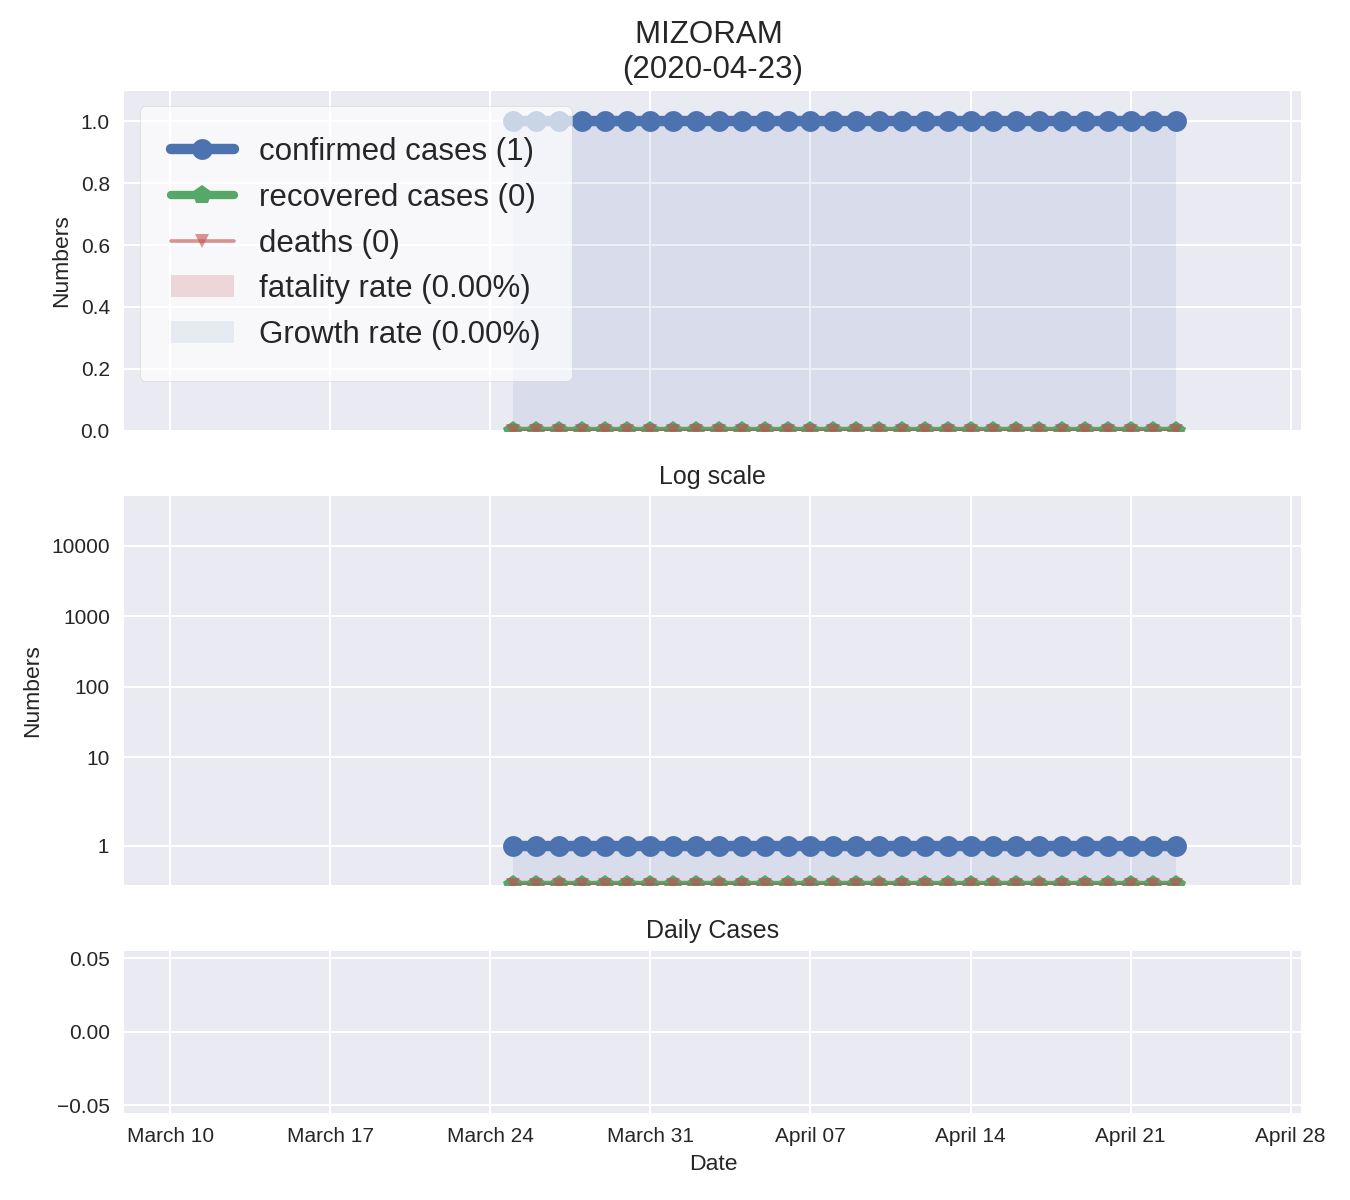 MIZORAM
(2020-04-23)
1.0
0.8
0.6
0.4
0.2
0.0
Numbers
confirmed cases (1)
recovered cases (0)
deaths (0)
fatality rate (0.00%)
Growth rate (0.00%)
Log scale
10000
1000
100
10
1
Numbers
Daily Cases
0.05
0.00
−0.05
March 10 March 17 March 24 March 31 April 07 April 14 April 21 April 28
Date